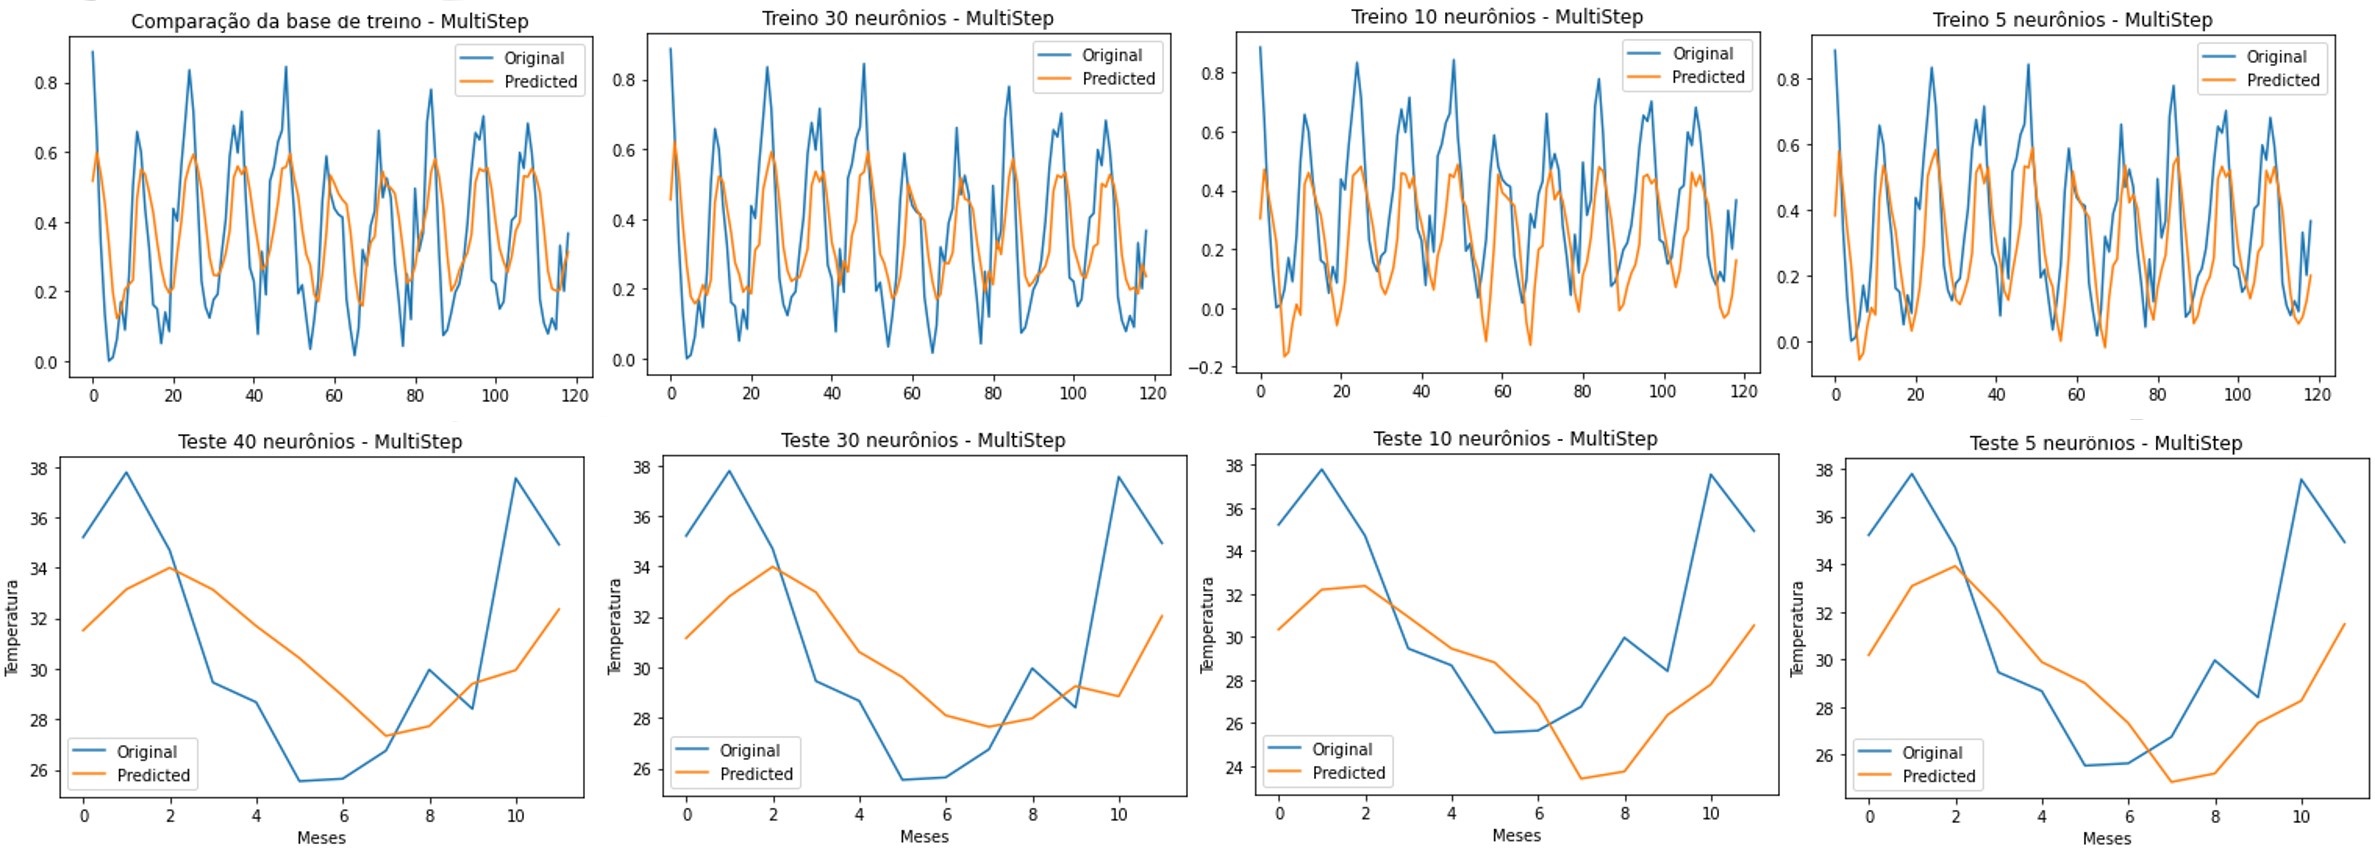 Comparação da base de treino - MultiStep
Original
Predicted
0.8
0.6
0.4
0.2
0.0
0 20 40 60 80 100 120
Treino 30 neurônios - MultiStep
Original
Predicted
0.8
0.6
0.4
0.2
0.0
0 20 40 60 80 100 120
Treino 10 neurônios - MultiStep
Original
Predicted
0.8
0.6
0.4
0.2
0.0
−0.2
0 20 40 60 80 100 120
Treino 5 neurônios - MultiStep
Original
Predicted
0.8
0.6
0.4
0.2
0.0
0 20 40 60 80 100 120
Teste 40 neurônios - MultiStep
38
36
34
32
30
28
26
Temperatura
Original
Predicted
0 2 4 6 8 10
Meses
Teste 30 neurônios - MultiStep
38
36
34
32
30
28
26
Temperatura
Original
Predicted
0 2 4 6 8 10
Meses
Teste 10 neurônios - MultiStep
38
36
34
32
30
28
26
24
Temperatura
Original
Predicted
0 2 4 6 8 10
Meses
Teste 5 neurônios - MultiStep
38
36
34
32
30
28
26
Temperatura
Original
Predicted
0 2 4 6 8 10
Meses